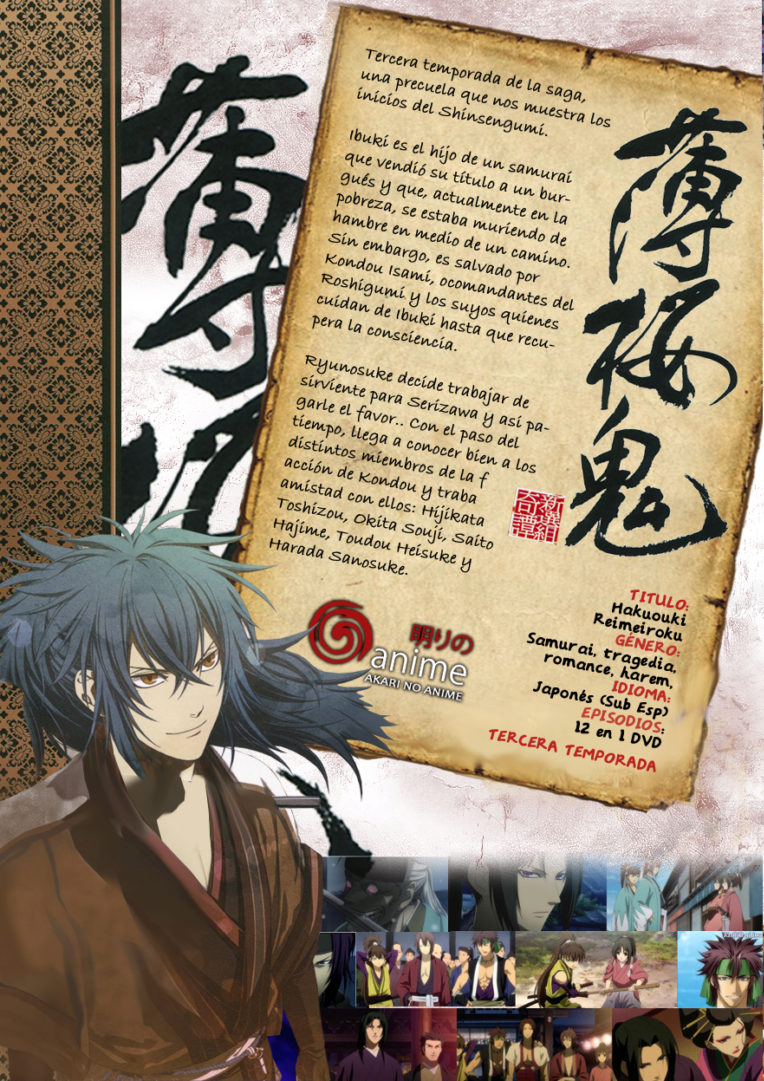 薄桜
Tercera temporada de la saga,
una precuela que nos muestra los
inicios del Shinsengumi.
Ibuki es el hijo de un samurai
que vendió su título a un bur-
gués y que, actualmente en la
pobreza, se estaba muriendo de
hambre en medio de un camino.
Sin embargo, es salvado por
Kondou Isami, ocomandantes del
Roshigumi y los suyos quienes
cuidan de Ibuki hasta que recu-
pera la consciencia.
Ryunosuke decide trabajar de
sirviente para Serizawa y así pa-
garle el favor.. Con el paso del
tiempo, llega a conocer bien a los
distintos miembros de la f
acción de Kondou y traba
amistad con ellos: Hijikata
Toshizou, Okita Souji, Saito
Hajime, Toudou Heisuke y
Harada Sanosuke.
薄桜鬼
新選組
奇譚
明りの
anime
AKARI NO ANIME
TITULO:
Hakuouki
Reimeiroku
GÉNERO:
Samurai, tragedia,
romance, harem,
IDIOMA:
Japonés (Sub Esp)
EPISODIOS:
12 en 1 DVD
TERCERA TEMPORADA